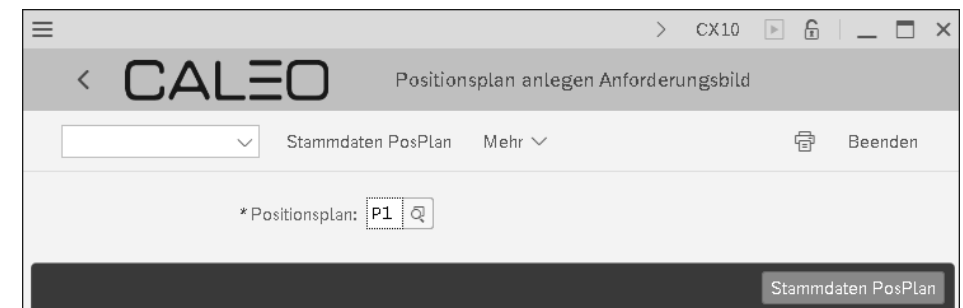 CX10
CALEO Positionsplan anlegen Anforderungsbild
Stammdaten PosPlan Mehr Beenden
*Positionsplan: P1
Stammdaten PosPlan